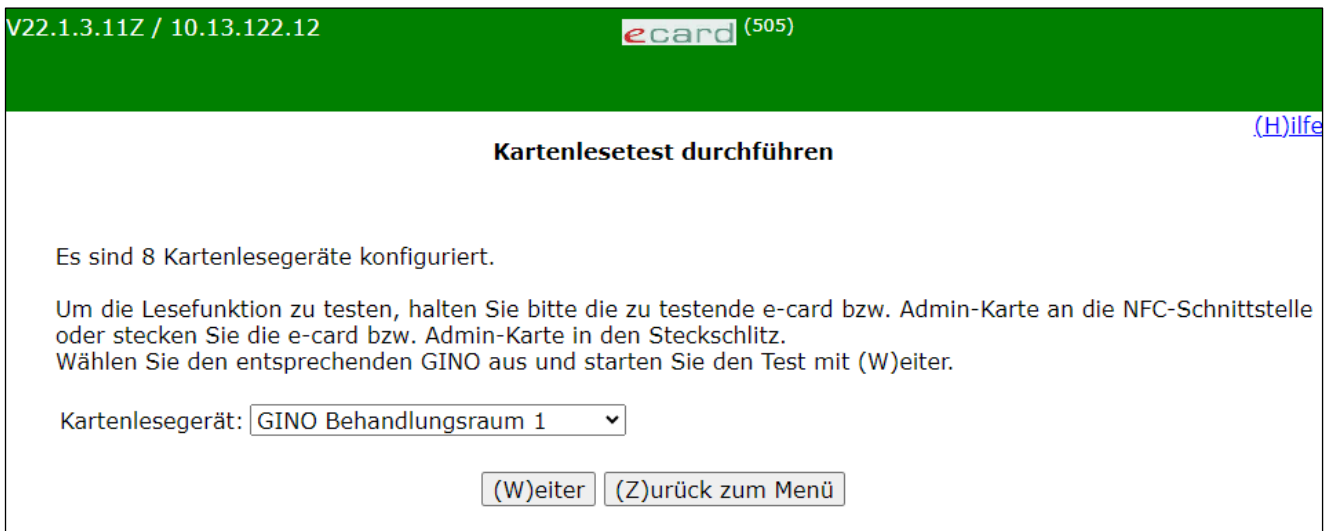 V22.1.3.11Z / 10.13.122.12
ecard (505)
(H)ilfe
Kartenlesetest durchführen
Es sind 8 Kartenlesegeräte konfiguriert.
Um die Lesefunktion zu testen, halten Sie bitte die zu testende e-card bzw. Admin-Karte an die NFC-Schnittstelle
oder stecken Sie die e-card bzw. Admin-Karte in den Steckschlitz.
Wählen Sie den entsprechenden GINO aus und starten Sie den Test mit (W)eiter.
Kartenlesegerät: GINO Behandlungsraum 1
(W)eiter (Z)urück zum Menü